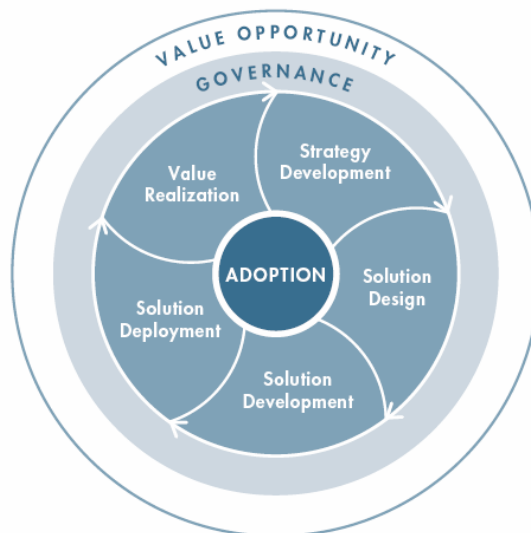 VALUE OPPORTUNITY
GOVERNANCE
Strategy
Development
Solution
Design
Solution
Development
Solution
Deployment
Value
Realization
ADOPTION